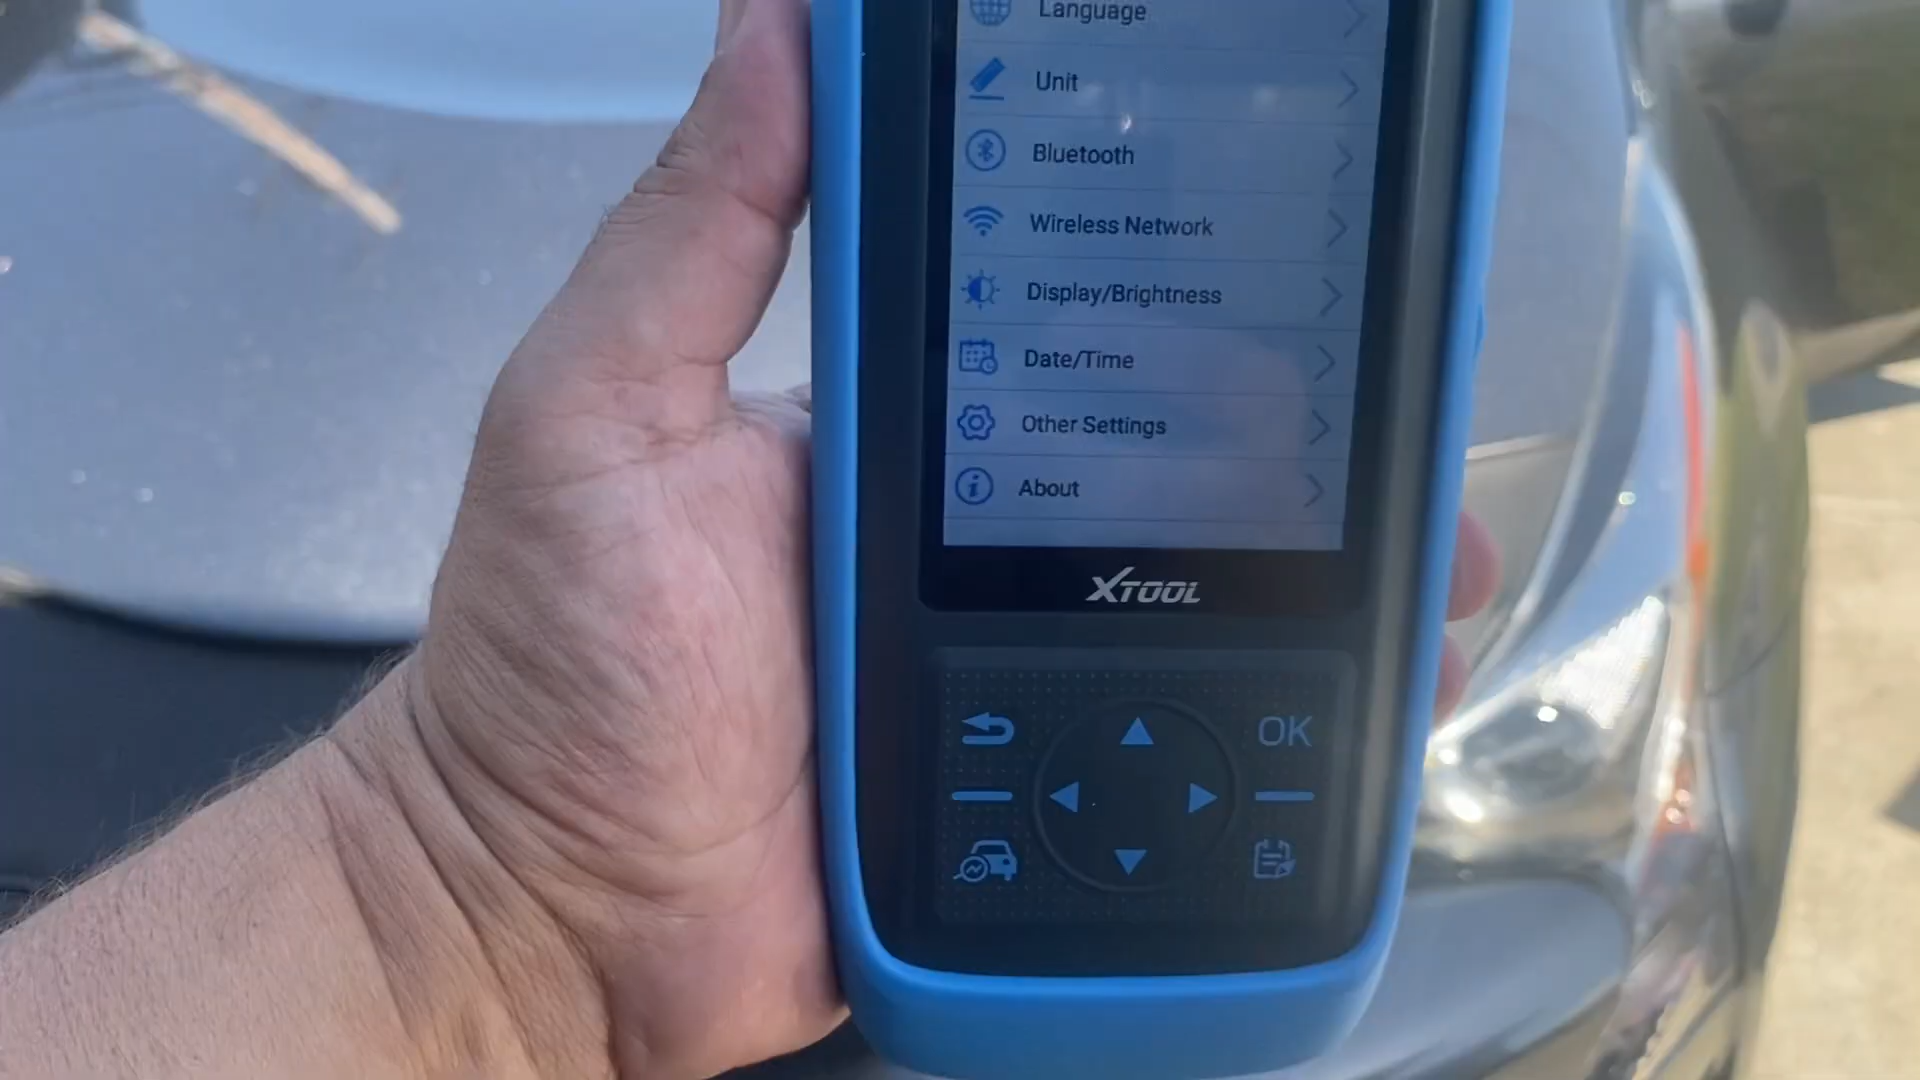 Language
Unit
Bluetooth
Wireless Network
Display/Brightness
Date/Time
Other Settings
About
XTOOL
OK